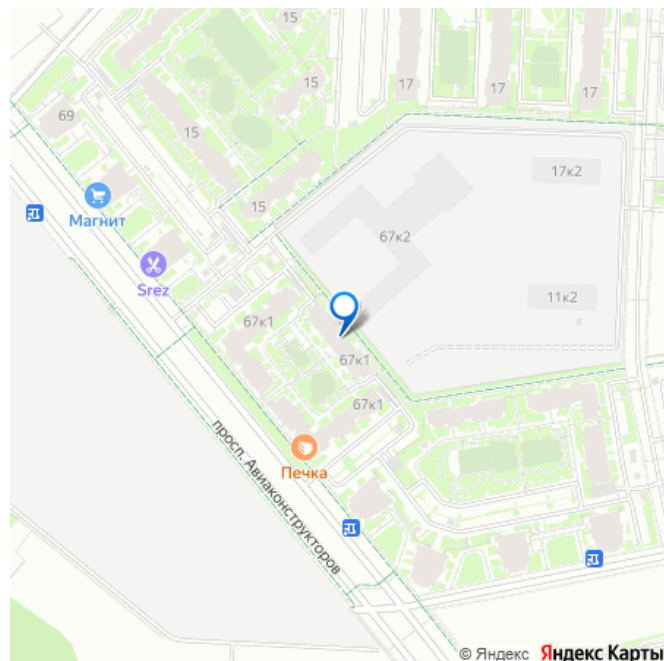 15
17
17
17
69
15
15
17к2
Магнит
15
67к2
Srez
11к2
67к1
67к1
67к1
просп. Авиаконструкторов
Печка
© Яндекс Яндекс Карты